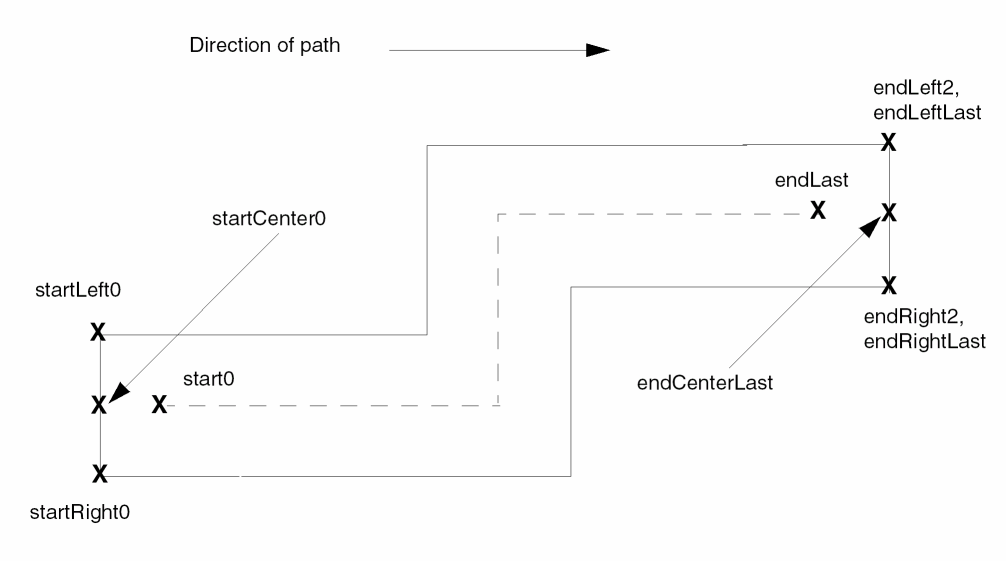 Direction of path
endLeft2,
endLeftLast
X
endLast
X
X
startCenter0
startLeft0
X
X
endRight2,
endRightLast
start0
endCenterLast
X
X
X
startRight0